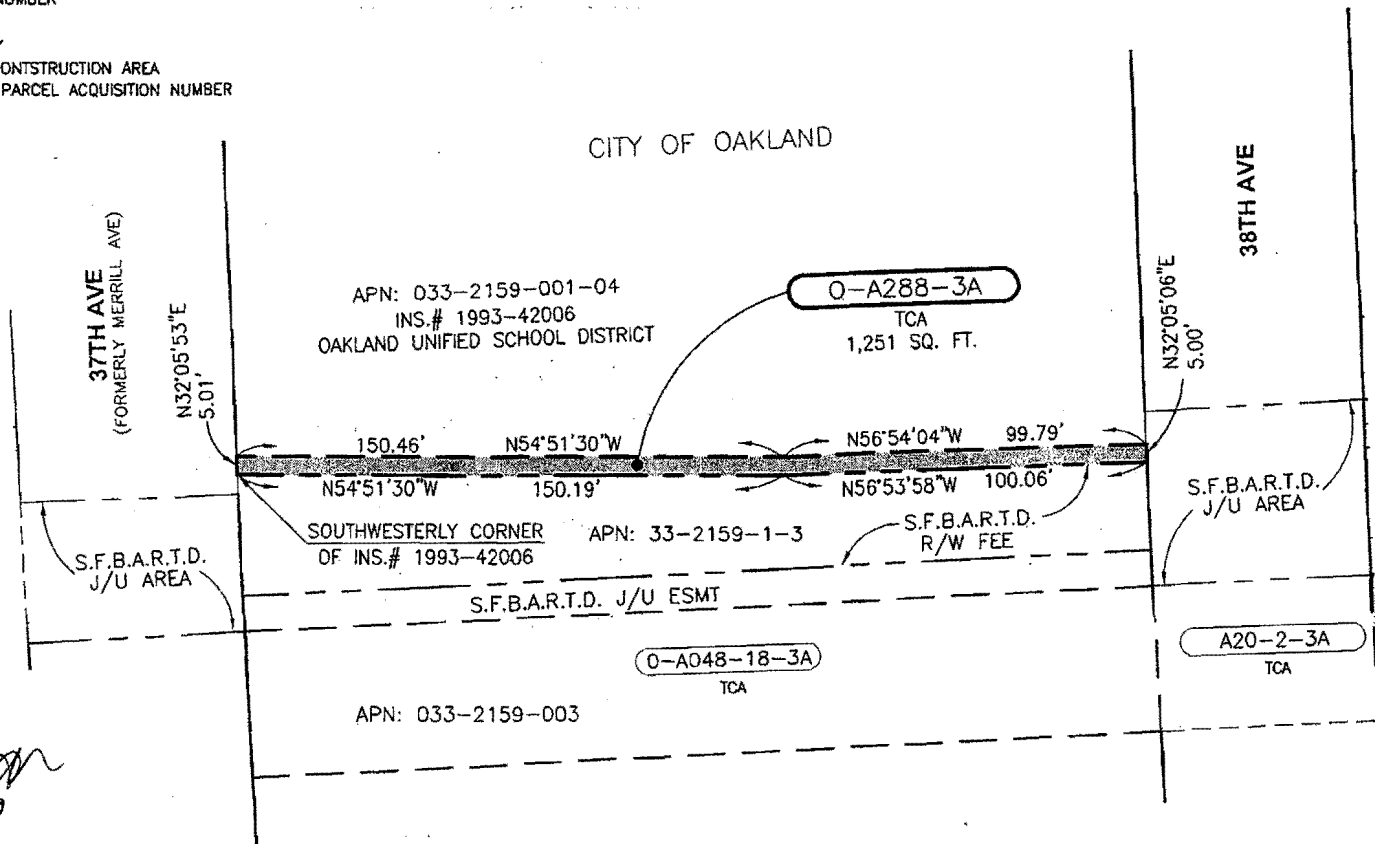 NUMBER
ONTSTRUCTION AREA
PARCEL ACQUISITION NUMBER
CITY OF OAKLAND
37TH AVE
(FORMERLY MERRILL AVE)
N32°05'53"E
5.01'
APN: 033-2159-001-04
INS.# 1993-42006
OAKLAND UNIFIED SCHOOL DISTRICT
O-A288-3A
TCA
1,251 SQ. FT.
N32°05'06"E
5.00'
38TH AVE
150.46' N54°51'30"W
N56°54'04"W 99.79'
N54°51'30"W 150.19'
N56°53'58"W 100.06'
SOUTHWESTERLY CORNER
OF INS.# 1993-42006
APN: 33-2159-1-3
S.F.B.A.R.T.D.
R/W FEE
S.F.B.A.R.T.D.
J/U AREA
S.F.B.A.R.T.D.
J/U AREA
S.F.B.A.R.T.D. J/U ESMT
O-A048-18-3A
TCA
A20-2-3A
TCA
APN: 033-2159-003